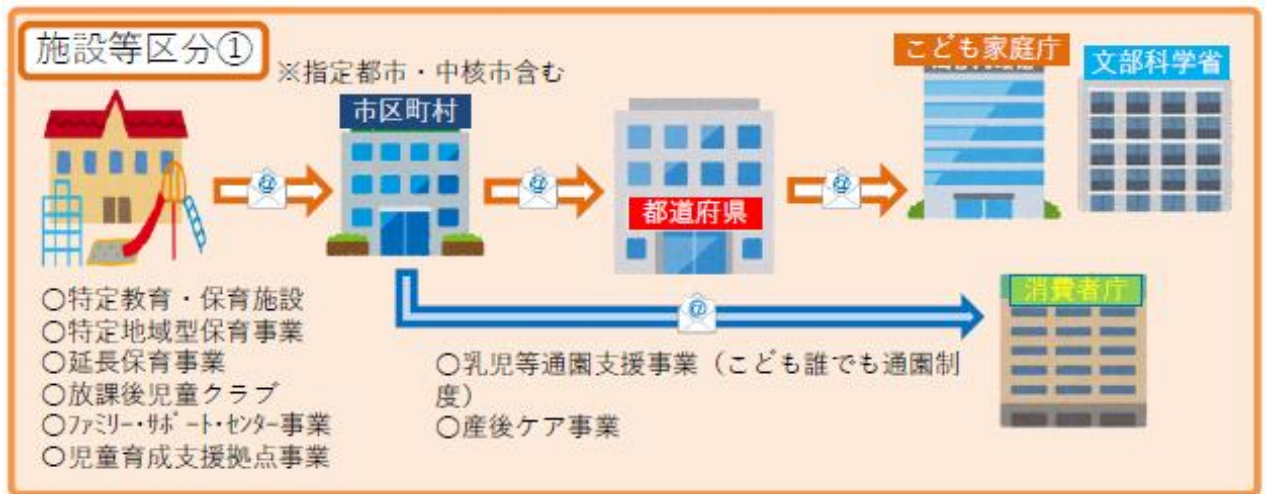 施設等区分①
※指定都市・中核市含む
市区町村
都道府県
こども家庭庁
文部科学省
@
@
@
@
消費者庁
○特定教育・保育施設
○特定地域型保育事業
○延長保育事業
○放課後児童クラブ
○ﾌｧﾐﾘｰ・ｻﾎﾟｰﾄ・ｾﾝﾀｰ事業
○児童育成支援拠点事業
○乳児等通園支援事業（こども誰でも通園制
度）
○産後ケア事業